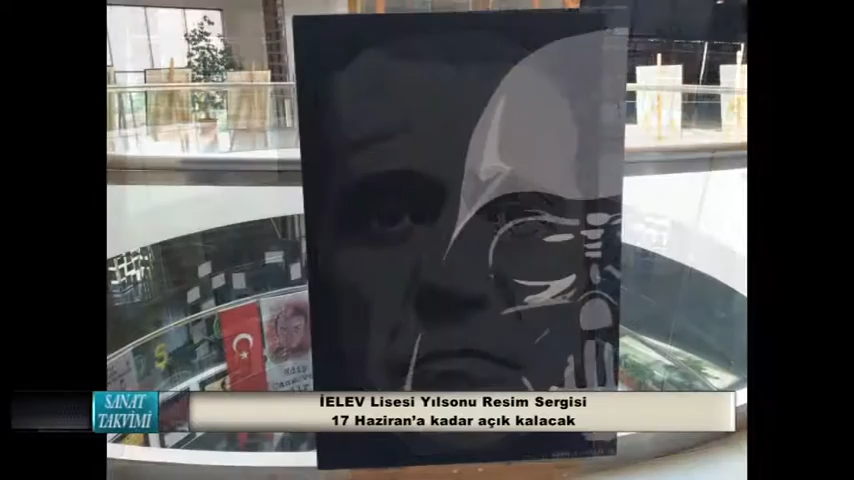 SANAT
TAKVİMİ
İELEV Lisesi Yılsonu Resim Sergisi
17 Haziran'a kadar açık kalacak